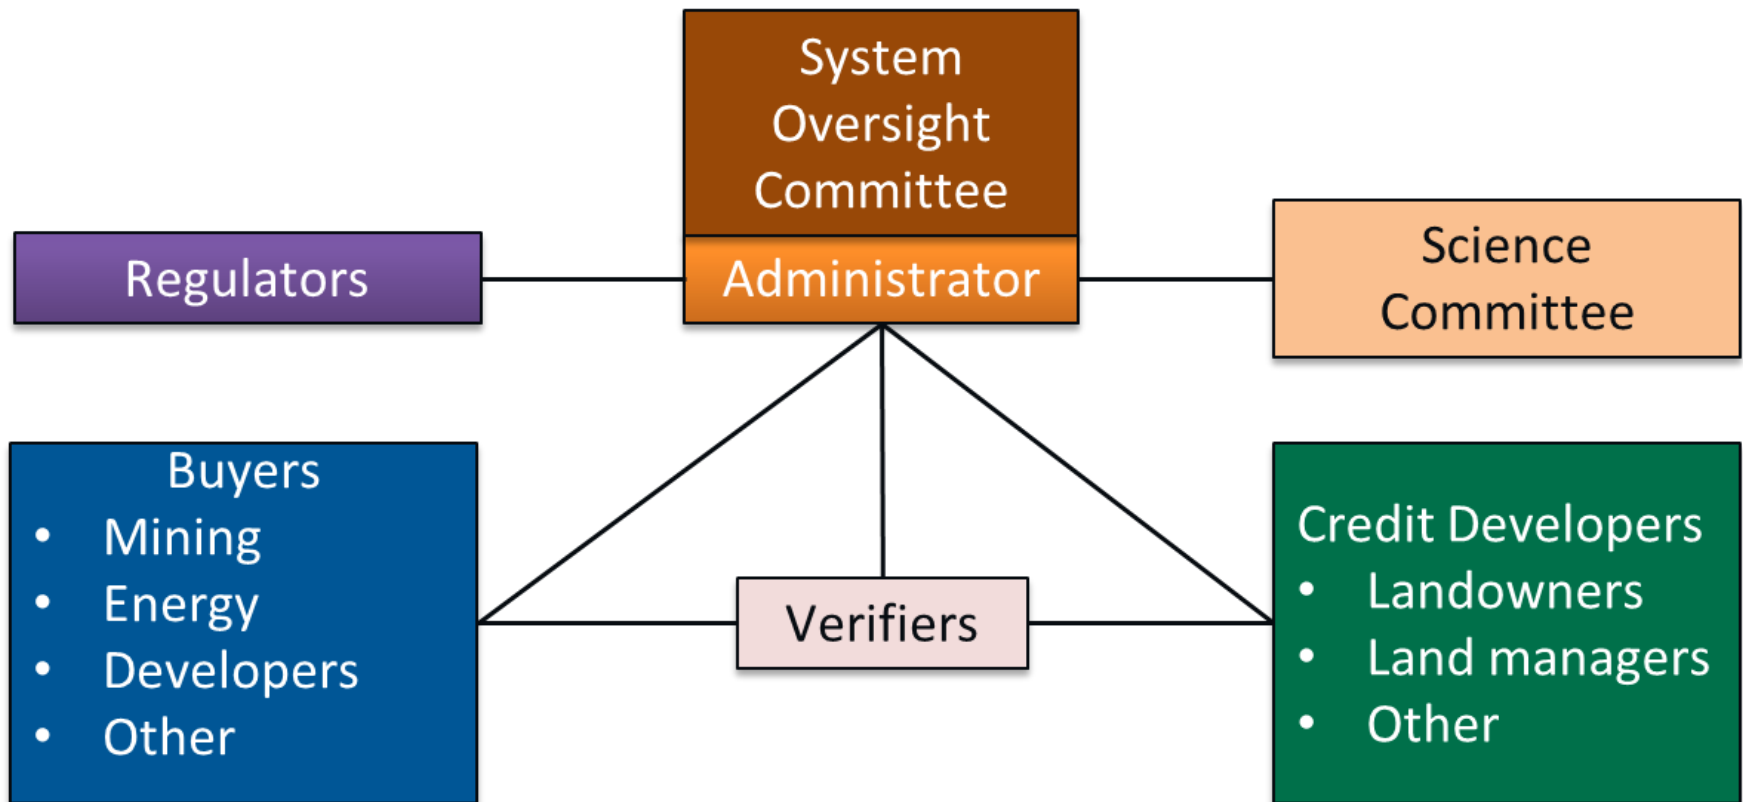 System
Oversight
Committee
Regulators
Administrator
Science
Committee
Buyers
• Mining
• Energy
• Developers
• Other
Verifiers
Credit Developers
• Landowners
• Land managers
• Other